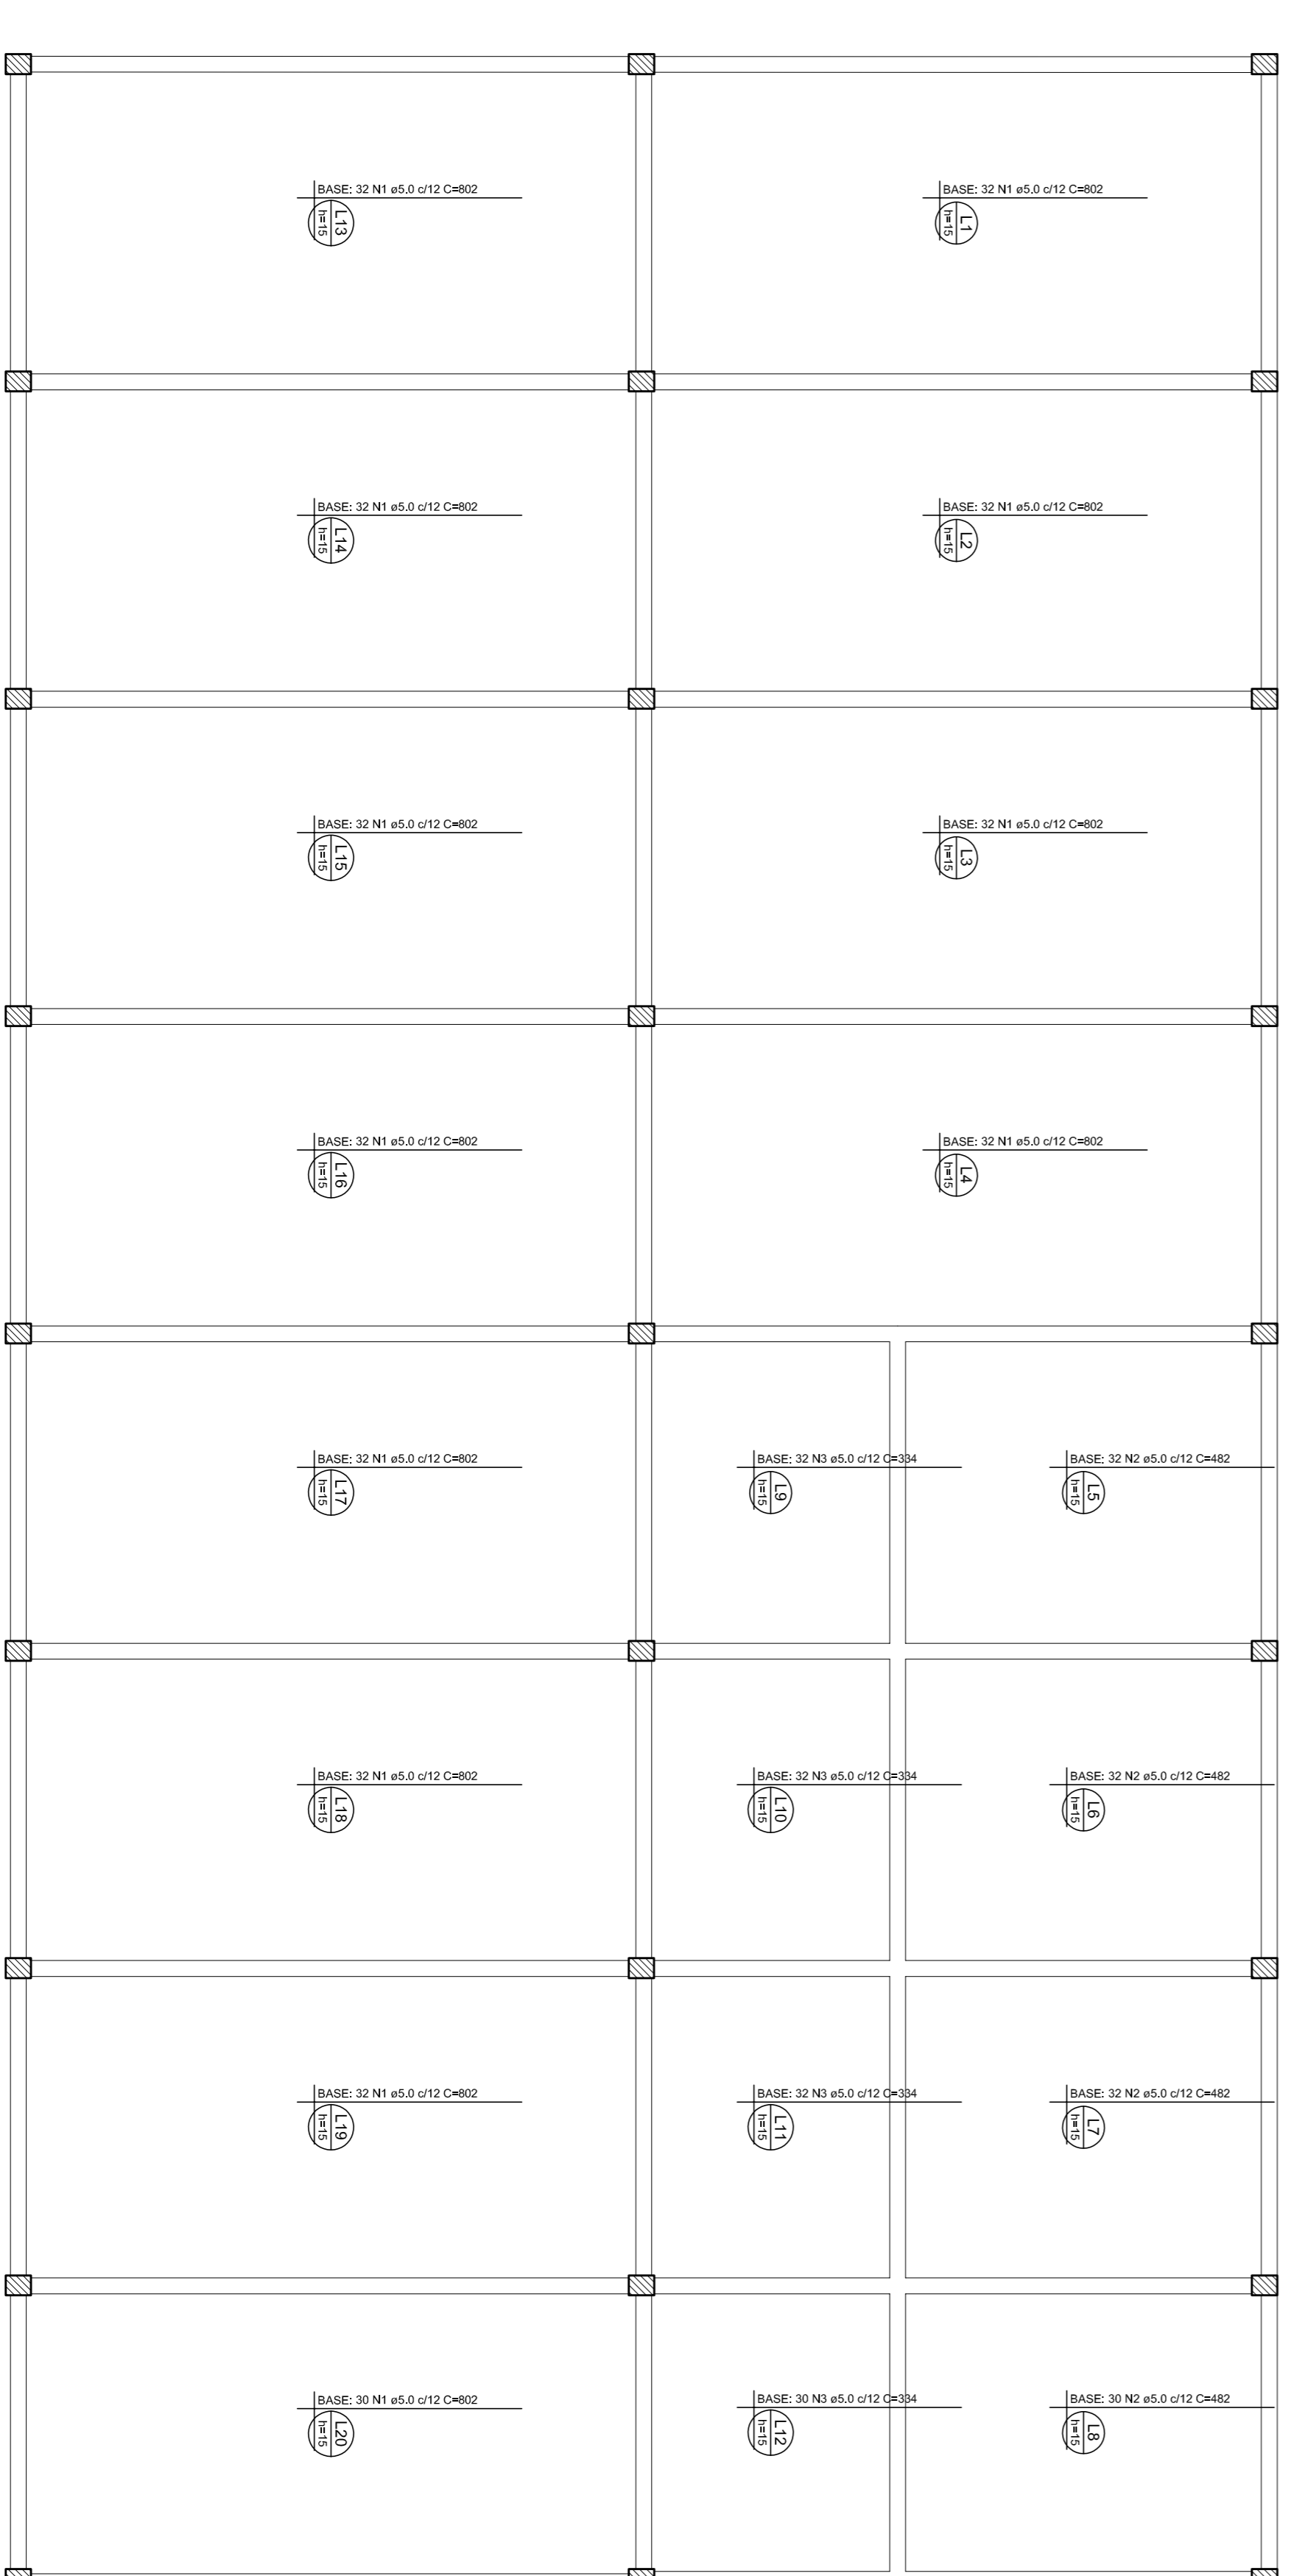 BASE: 32 N1 ø5.0 c/12 C=802
L13
h=15
BASE: 32 N1 ø5.0 c/12 C=802
L1
h=15
BASE: 32 N1 ø5.0 c/12 C=802
L14
h=15
BASE: 32 N1 ø5.0 c/12 C=802
L2
h=15
BASE: 32 N1 ø5.0 c/12 C=802
L15
h=15
BASE: 32 N1 ø5.0 c/12 C=802
L3
h=15
BASE: 32 N1 ø5.0 c/12 C=802
L16
h=15
BASE: 32 N1 ø5.0 c/12 C=802
L4
h=15
BASE: 32 N1 ø5.0 c/12 C=802
L17
h=15
BASE: 32 N3 ø5.0 c/12 C=334
L9
h=15
BASE: 32 N2 ø5.0 c/12 C=482
L5
h=15
BASE: 32 N1 ø5.0 c/12 C=802
L18
h=15
BASE: 32 N3 ø5.0 c/12 C=334
L10
h=15
BASE: 32 N2 ø5.0 c/12 C=482
L6
h=15
BASE: 32 N1 ø5.0 c/12 C=802
L19
h=15
BASE: 32 N3 ø5.0 c/12 C=334
L11
h=15
BASE: 32 N2 ø5.0 c/12 C=482
L7
h=15
BASE: 30 N1 ø5.0 c/12 C=802
L20
h=15
BASE: 30 N3 ø5.0 c/12 C=334
L12
h=15
BASE: 30 N2 ø5.0 c/12 C=482
L8
h=15